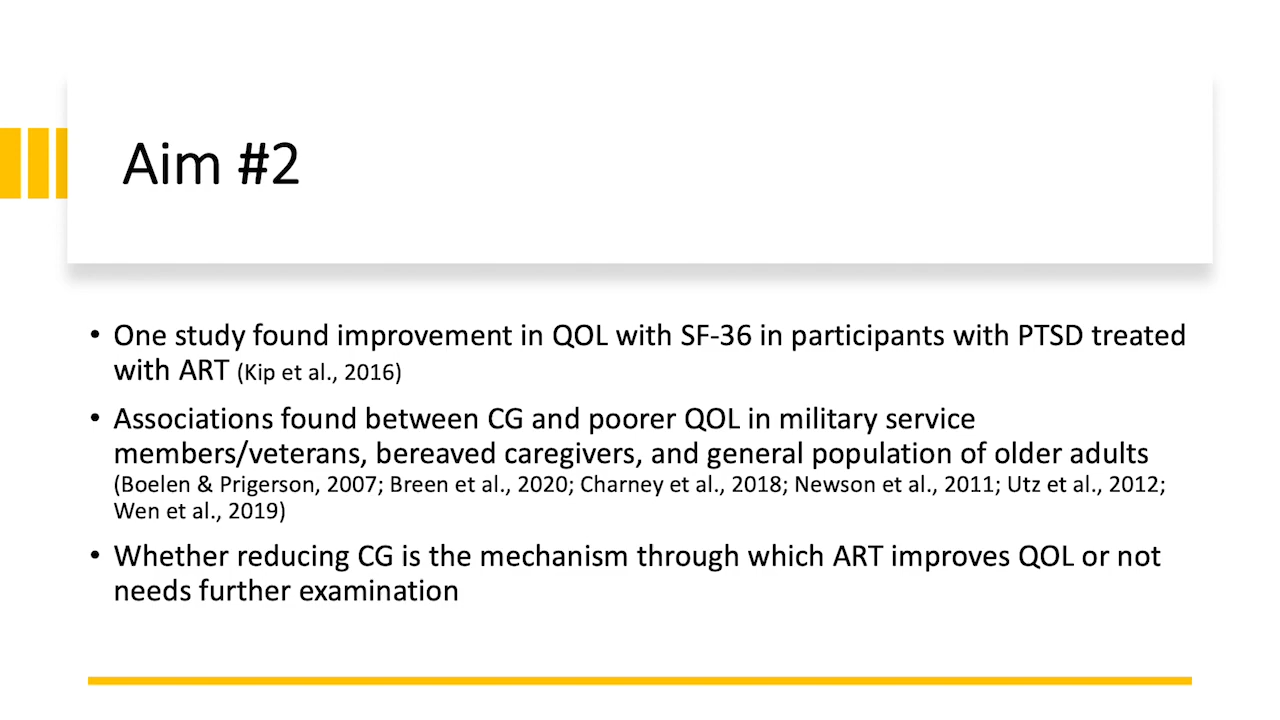 Aim #2
• One study found improvement in QOL with SF-36 in participants with PTSD treated
with ART (Kip et al., 2016)
• Associations found between CG and poorer QOL in military service
members/veterans, bereaved caregivers, and general population of older adults
(Boelen & Prigerson, 2007; Breen et al., 2020; Charney et al., 2018; Newson et al., 2011; Utz et al., 2012;
Wen et al., 2019)
• Whether reducing CG is the mechanism through which ART improves QOL or not
needs further examination